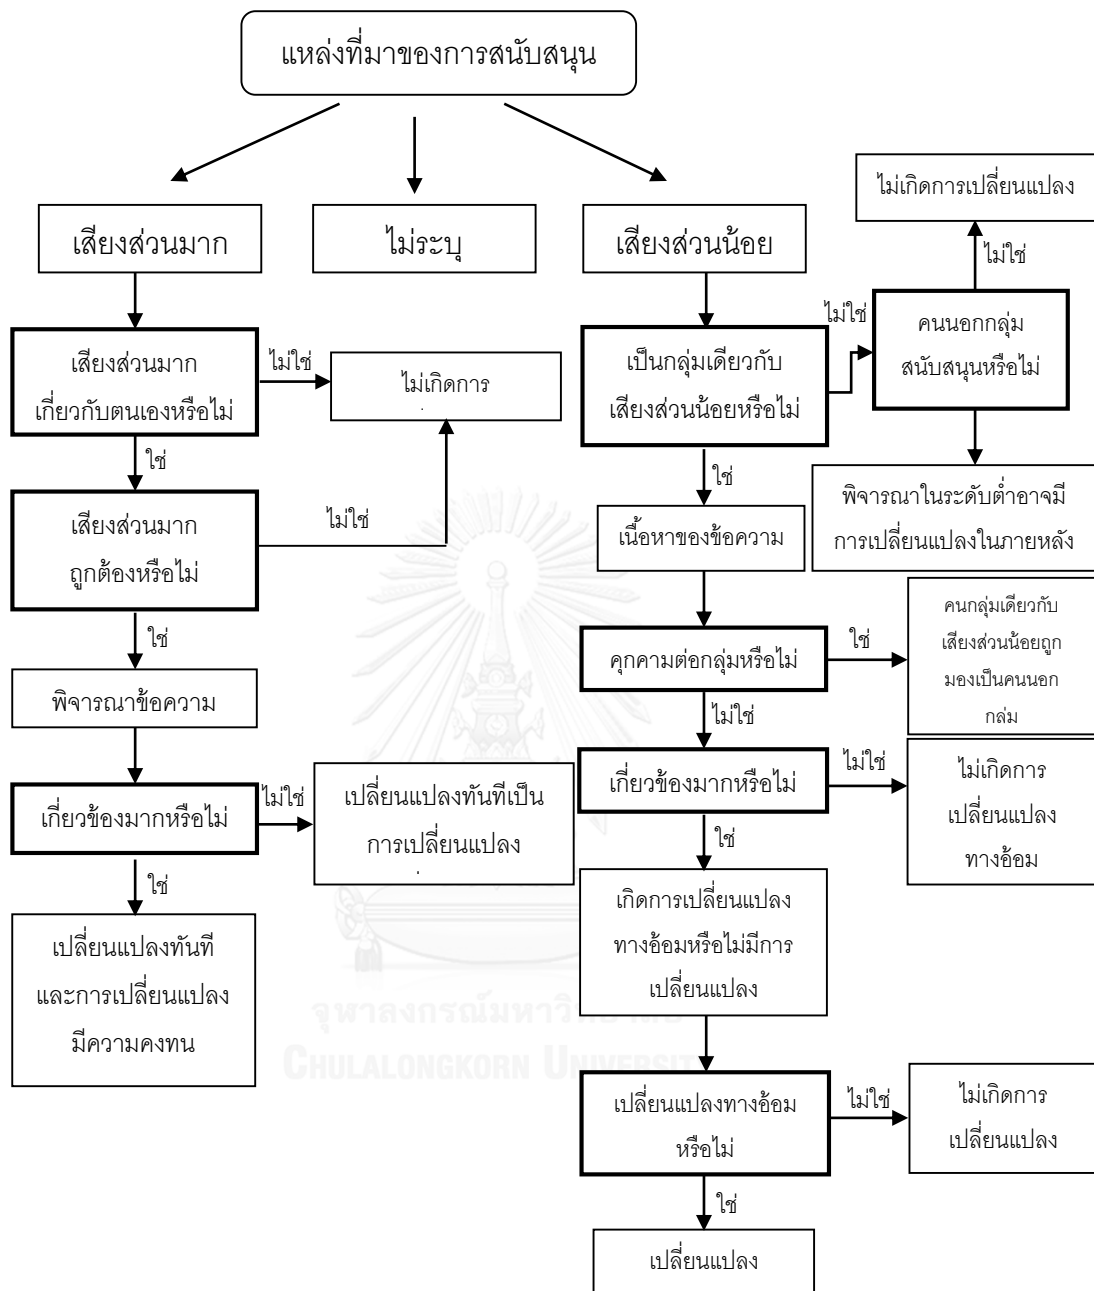 แหล่งที่มาของการสนับสนุน
เสียงส่วนมาก
ไม่ระบุ
เสียงส่วนน้อย
ไม่เกิดการเปลี่ยนแปลง
ไม่ใช่
เสียงส่วนมาก
เกี่ยวกับตนเองหรือไม่
ไม่ใช่
ไม่เกิดการ
เป็นกลุ่มเดียวกับ
เสียงส่วนน้อยหรือไม่
ไม่ใช่
คนนอกกลุ่ม
สนับสนุนหรือไม่
ใช่
เสียงส่วนมาก
ถูกต้องหรือไม่
ไม่ใช่
ใช่
เนื้อหาของข้อความ
พิจารณาในระดับต่ำอาจมี
การเปลี่ยนแปลงในภายหลัง
ใช่
พิจารณาข้อความ
คุกคามต่อกลุ่มหรือไม่
ใช่
คนกลุ่มเดียวกับ
เสียงส่วนน้อยถูก
มองเป็นคนนอก
กลุ่ม
ไม่ใช่
เกี่ยวข้องมากหรือไม่
ไม่ใช่
เปลี่ยนแปลงทันทีเป็น
การเปลี่ยนแปลง
เกี่ยวข้องมากหรือไม่
ไม่ใช่
ไม่เกิดการ
เปลี่ยนแปลง
ทางอ้อม
ใช่
เปลี่ยนแปลงทันที
และการเปลี่ยนแปลง
มีความคงทน
ใช่
เกิดการเปลี่ยนแปลง
ทางอ้อมหรือไม่มีการ
เปลี่ยนแปลง
จุฬาลงกรณ์มหาวิทยาลัย
CHULALONGKORN UNIVERSITY
เปลี่ยนแปลงทางอ้อม
หรือไม่
ไม่ใช่
ไม่เกิดการ
เปลี่ยนแปลง
ใช่
เปลี่ยนแปลง